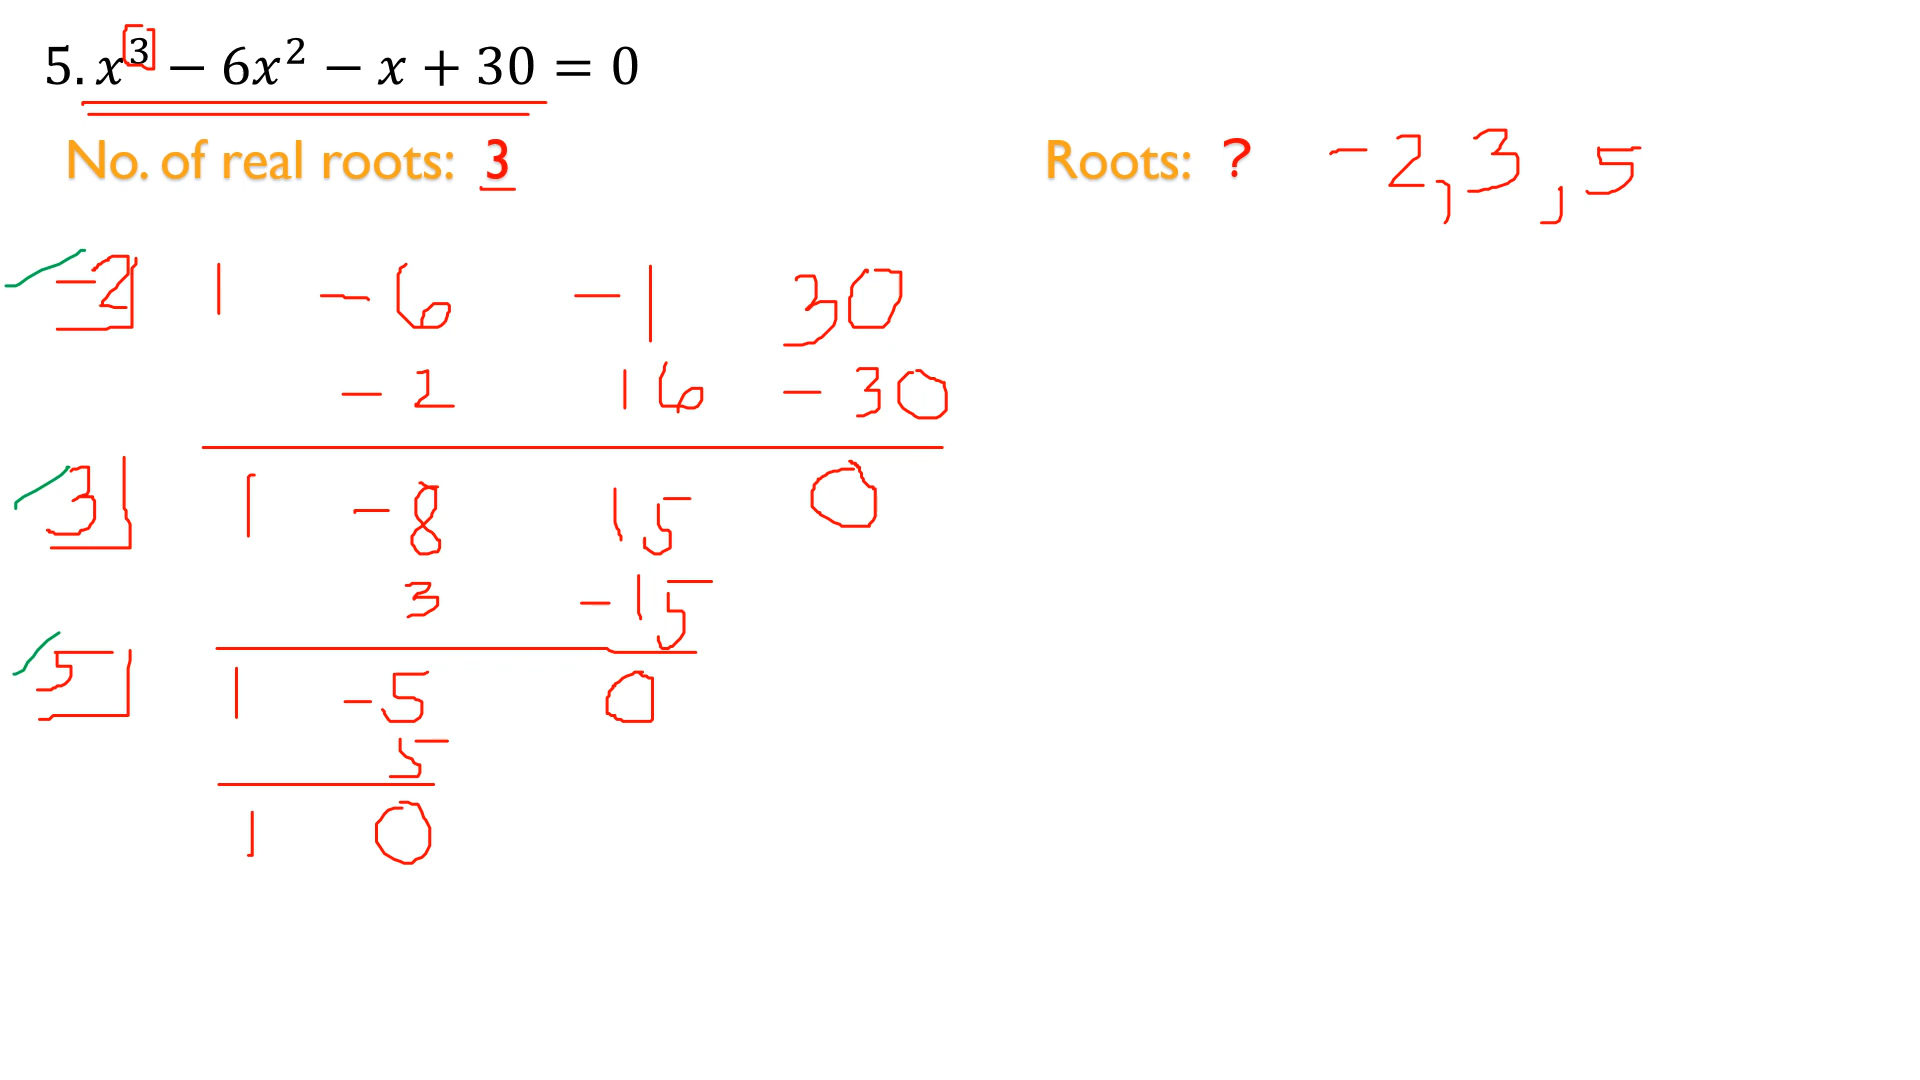 5. x³ − 6x² − x + 30 = 0
No. of real roots: 3
Roots: ? −2, 3, 5
−2| 1 −6 −1 30
−2 16 −30
3| 1 −8 15 0
3 −15
5| 1 −5 0
5
1 0